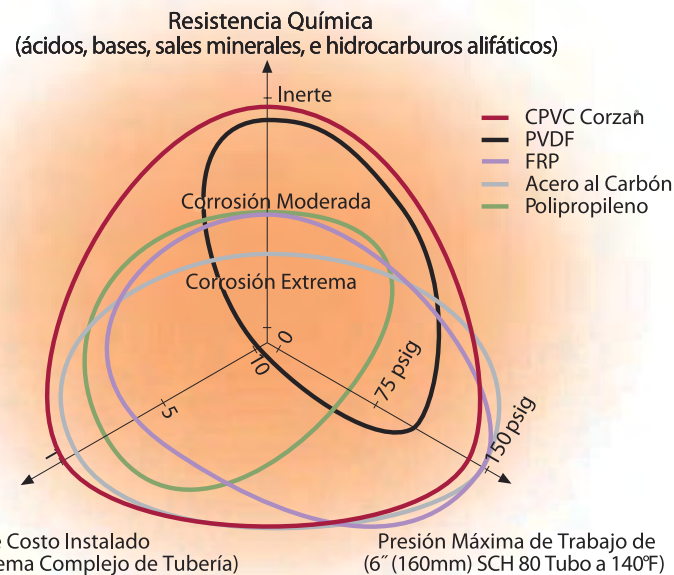 Resistencia Química
(ácidos, bases, sales minerales, e hidrocarburos alifáticos)
Inerte
CPVC Corzan
PVDF
FRP
Acero al Carbón
Polipropileno
Corrosión Moderada
Corrosión Extrema
0
10
75 psig
5
150 psig
1
Costo Instalado
Complejo de Tubería)
Presión Máxima de Trabajo de
(6˝ (160mm) SCH 80 Tubo a 140°F)